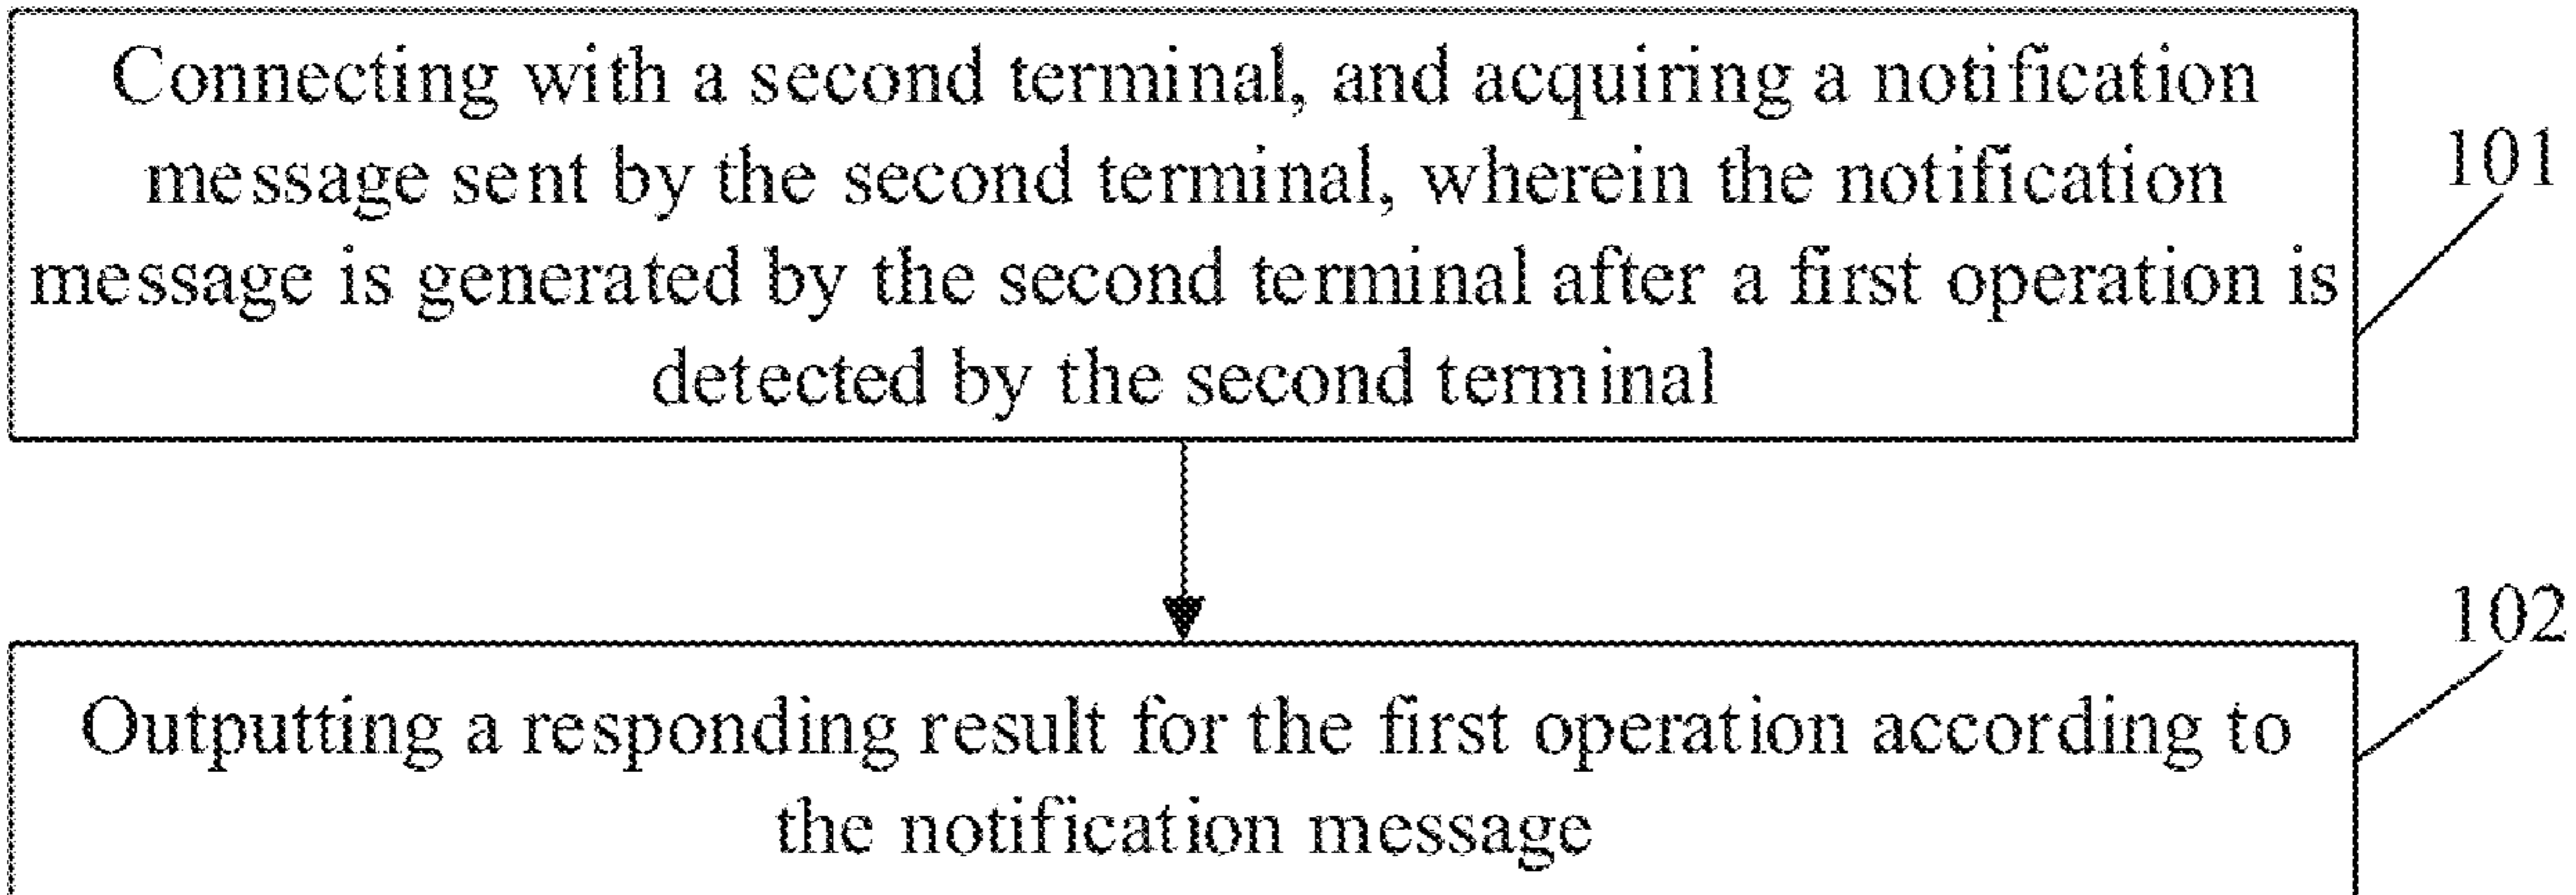 Connecting with a second terminal, and acquiring a notification
message sent by the second terminal, wherein the notification
message is generated by the second terminal after a first operation is
detected by the second terminal
101
102
Outputting a responding result for the first operation according to
the notification message